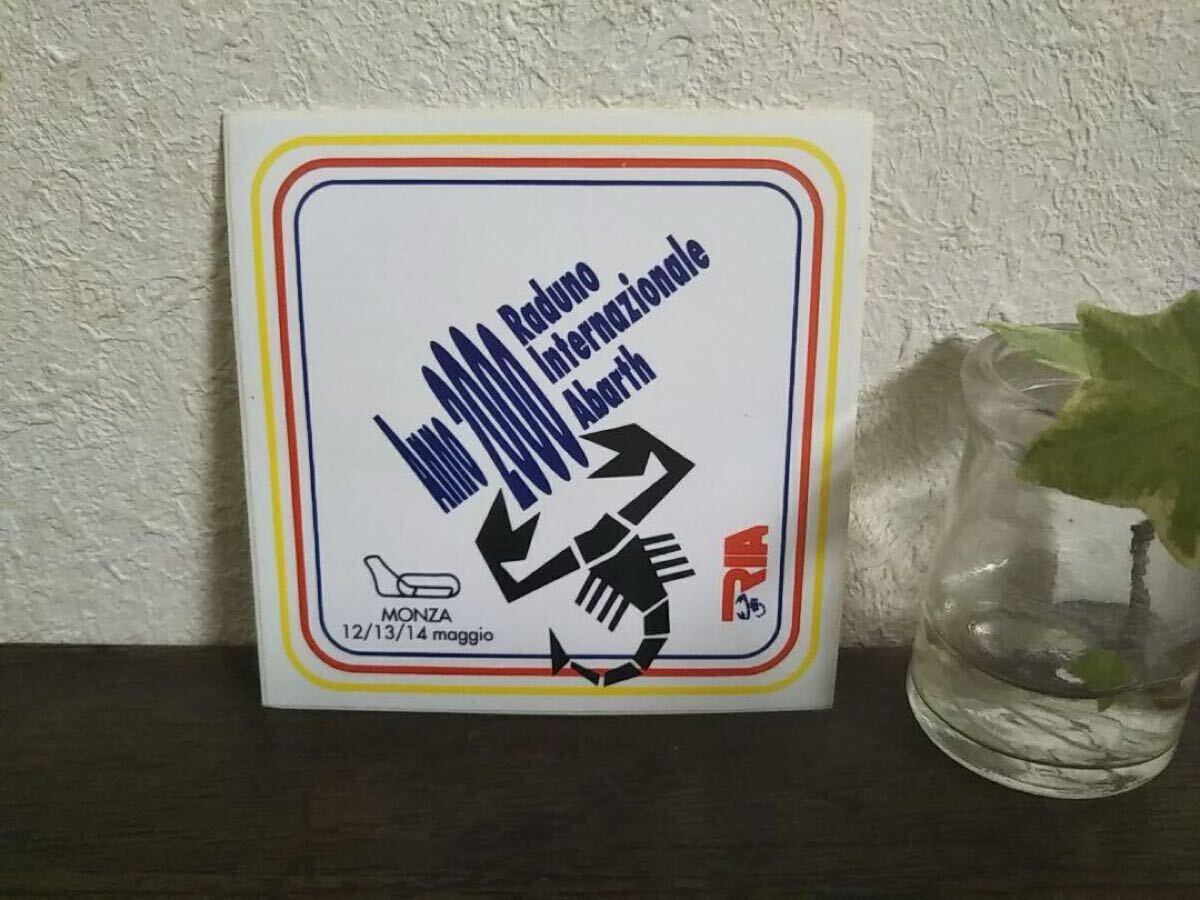 Anno 2000
Raduno
Internazionale
Abarth
MONZA
12/13/14 maggio
RIA